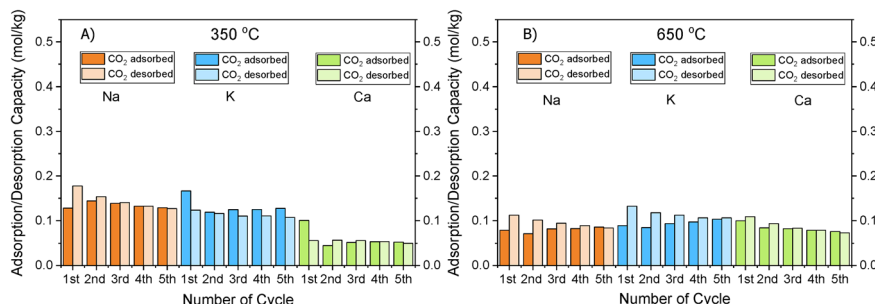 A) 350 °C
CO2 adsorbed
CO2 desorbed
Na
CO2 adsorbed
CO2 desorbed
K
CO2 adsorbed
CO2 desorbed
Ca
Adsorption/Desorption Capacity (mol/kg)
0.5
0.4
0.3
0.2
0.1
0.0
0.5
0.4
0.3
0.2
0.1
0.0
1st 2nd 3rd 4th 5th 1st 2nd 3rd 4th 5th 1st 2nd 3rd 4th 5th
Number of Cycle
B) 650 °C
CO2 adsorbed
CO2 desorbed
Na
CO2 adsorbed
CO2 desorbed
K
CO2 adsorbed
CO2 desorbed
Ca
Adsorption/Desorption Capacity (mol/kg)
0.5
0.4
0.3
0.2
0.1
0.0
0.5
0.4
0.3
0.2
0.1
0.0
1st 2nd 3rd 4th 5th 1st 2nd 3rd 4th 5th 1st 2nd 3rd 4th 5th
Number of Cycle